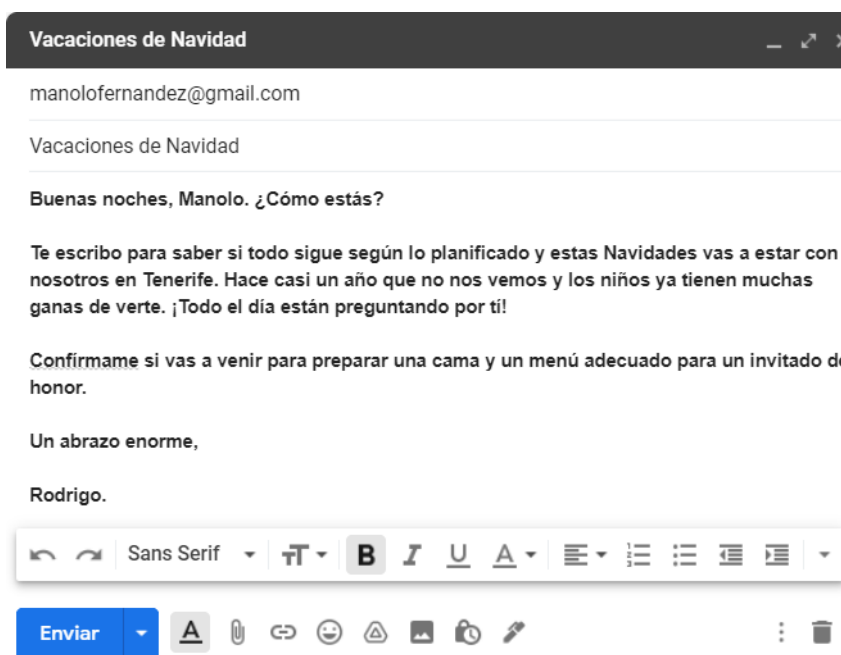 Vacaciones de Navidad
manolofernandez@gmail.com
Vacaciones de Navidad
Buenas noches, Manolo. ¿Cómo estás?
Te escribo para saber si todo sigue según lo planificado y estas Navidades vas a estar con
nosotros en Tenerife. Hace casi un año que no nos vemos y los niños ya tienen muchas
ganas de verte. ¡Todo el día están preguntando por tí!
Confírmame si vas a venir para preparar una cama y un menú adecuado para un invitado de
honor.
Un abrazo enorme,
Rodrigo.
Sans Serif
Enviar